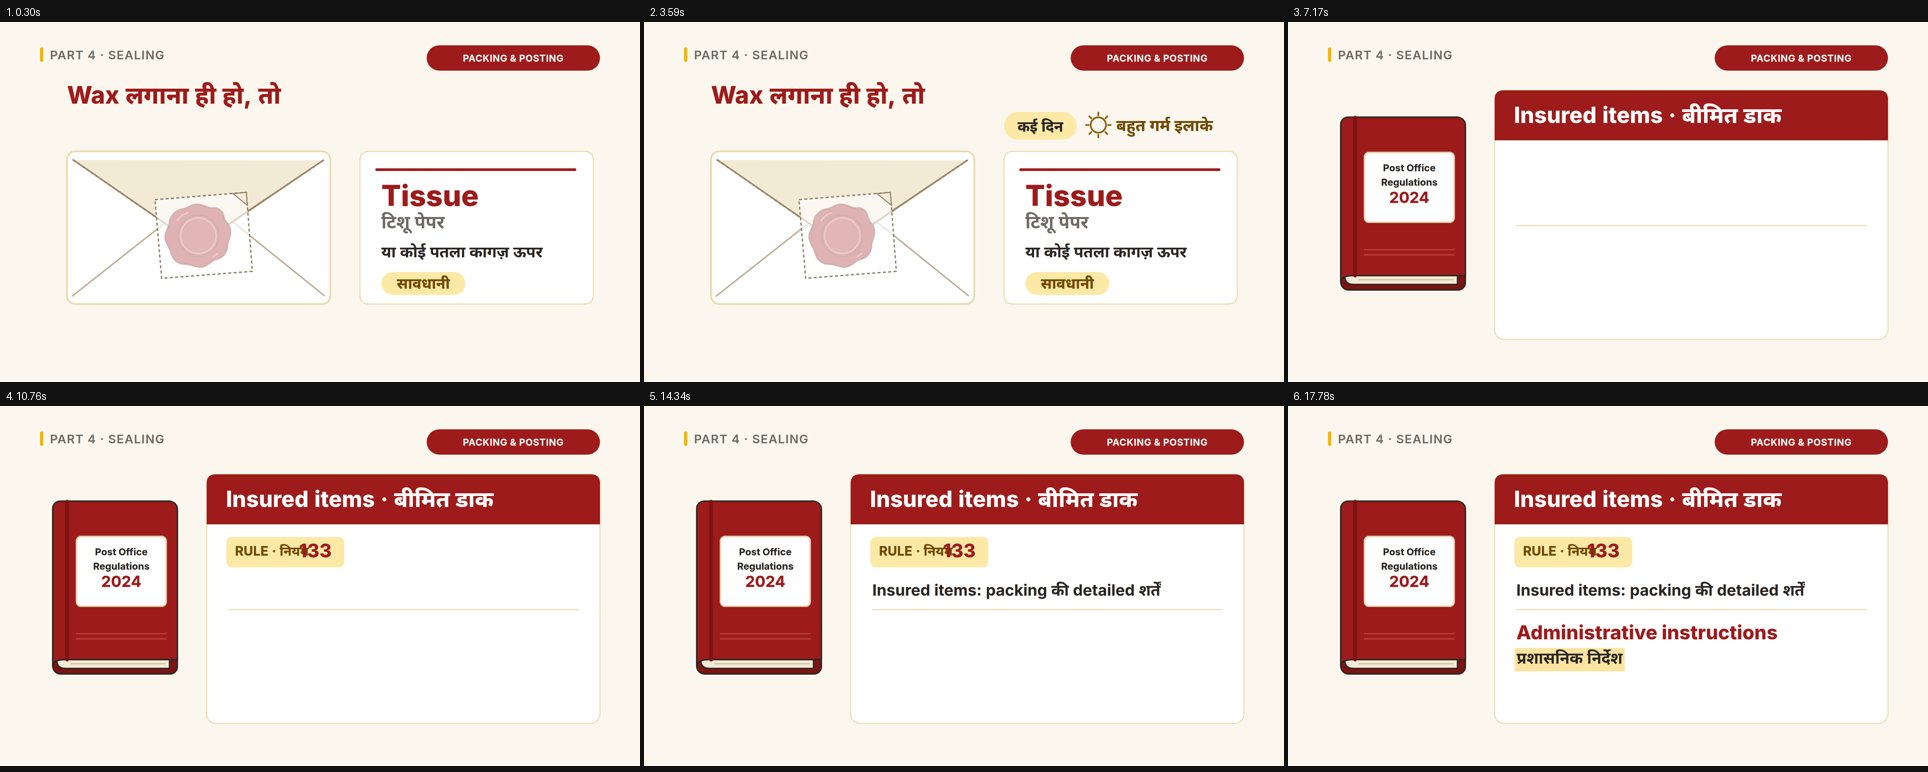 1. 0.30s
PART 4 · SEALING
PACKING & POSTING
Wax लगाना ही हो, तो
Tissue
टिशू पेपर
या कोई पतला कागज़ ऊपर
सावधानी
2. 3.59s
PART 4 · SEALING
PACKING & POSTING
Wax लगाना ही हो, तो
कई दिन
बहुत गर्म इलाके
Tissue
टिशू पेपर
या कोई पतला कागज़ ऊपर
सावधानी
3. 7.17s
PART 4 · SEALING
PACKING & POSTING
Post Office
Regulations
2024
Insured items · बीमित डाक
4. 10.76s
PART 4 · SEALING
PACKING & POSTING
Post Office
Regulations
2024
Insured items · बीमित डाक
RULE · नियम 133
5. 14.34s
PART 4 · SEALING
PACKING & POSTING
Post Office
Regulations
2024
Insured items · बीमित डाक
RULE · नियम 133
Insured items: packing की detailed शर्तें
6. 17.78s
PART 4 · SEALING
PACKING & POSTING
Post Office
Regulations
2024
Insured items · बीमित डाक
RULE · नियम 133
Insured items: packing की detailed शर्तें
Administrative instructions
प्रशासनिक निर्देश